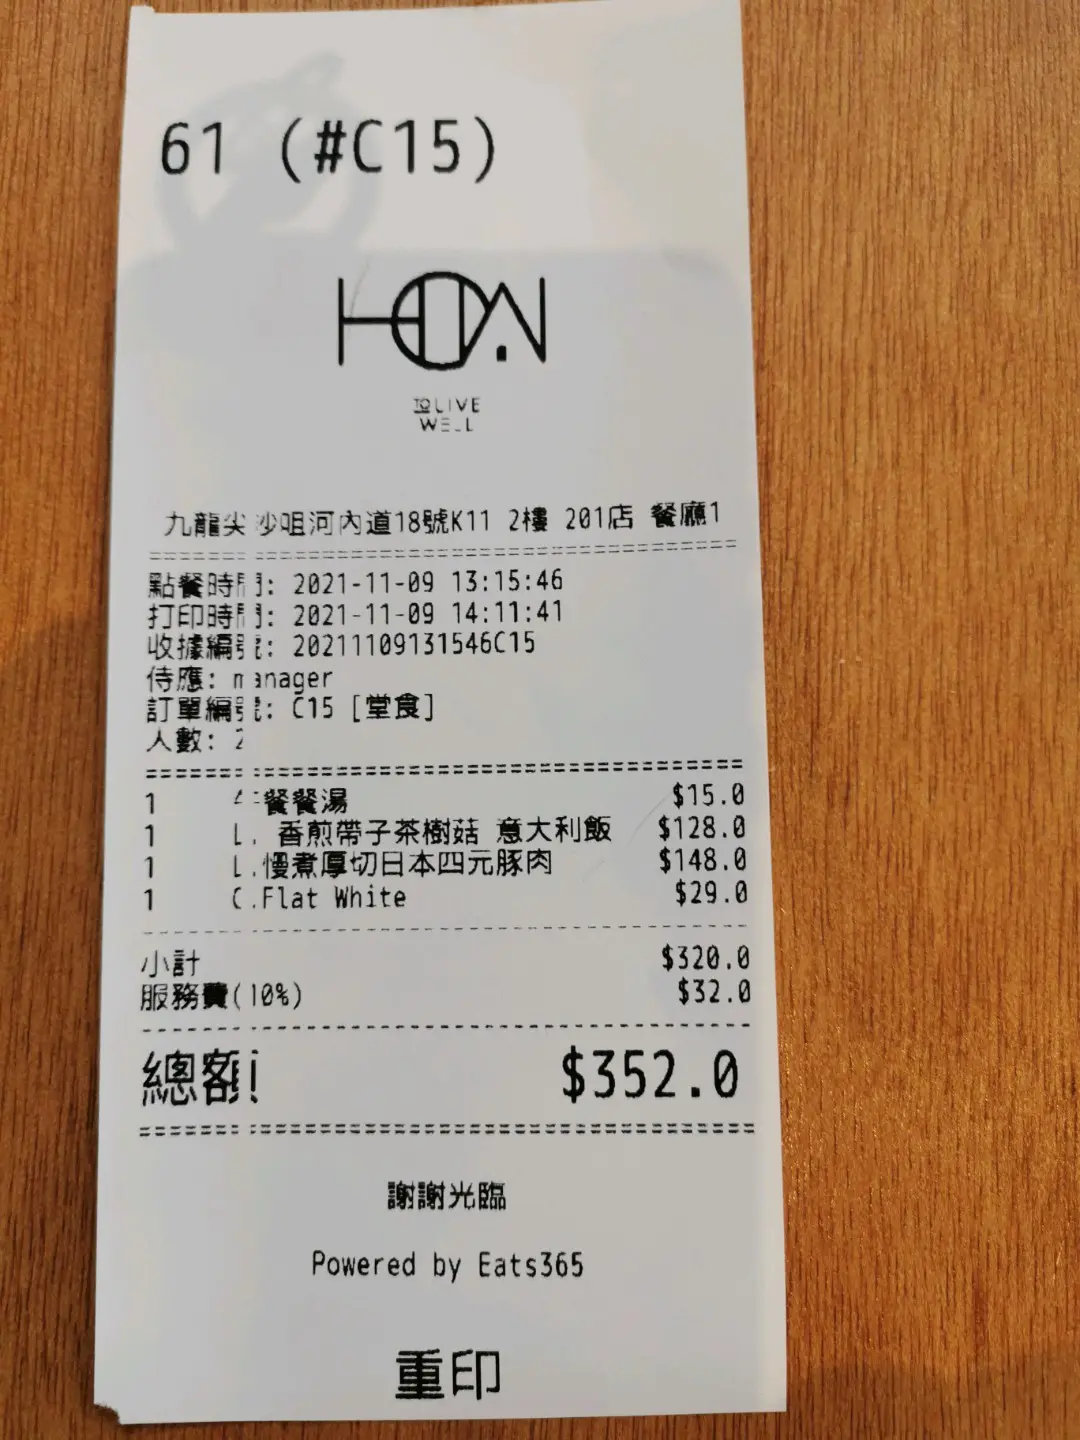 61 (#C15)
HOW
TO LIVE
WELL
九龍尖沙咀河內道18號K11 2樓 201店 餐廳1
點餐時間: 2021-11-09 13:15:46
打印時間: 2021-11-09 14:11:41
收據編號: 20211109131546C15
侍應: manager
訂單編號: C15 [堂食]
人數: 2
1 午餐餐湯 $15.0
1 L. 香煎帶子茶樹菇 意大利飯 $128.0
1 L.慢煮厚切日本四元豚肉 $148.0
1 C.Flat White $29.0
小計 $320.0
服務費(10%) $32.0
總額 $352.0
謝謝光臨
Powered by Eats365
重印